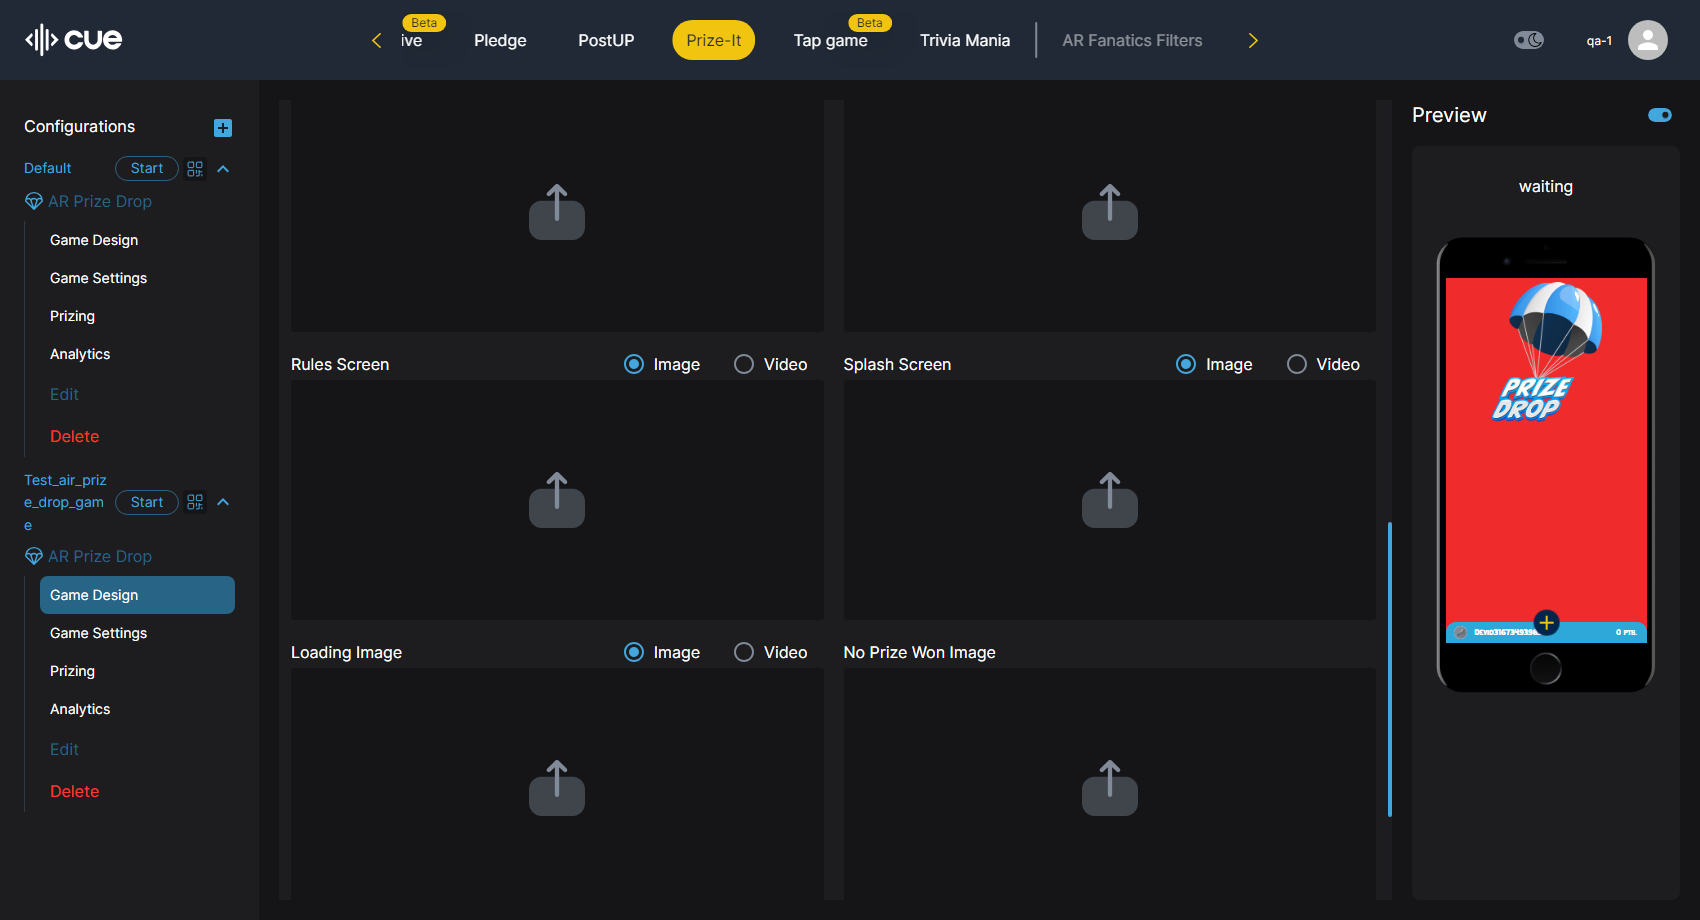 cue
Beta
ive
Pledge
PostUP
Prize-It
Beta
Tap game
Trivia Mania
AR Fanatics Filters
qa-1
Configurations
Default
Start
AR Prize Drop
Game Design
Game Settings
Prizing
Analytics
Edit
Delete
Test_air_priz
e_drop_gam
e
Start
AR Prize Drop
Game Design
Game Settings
Prizing
Analytics
Edit
Delete
Rules Screen
Image
Video
Splash Screen
Image
Video
Loading Image
Image
Video
No Prize Won Image
Preview
waiting
PRIZE
DROP
0 PTS.